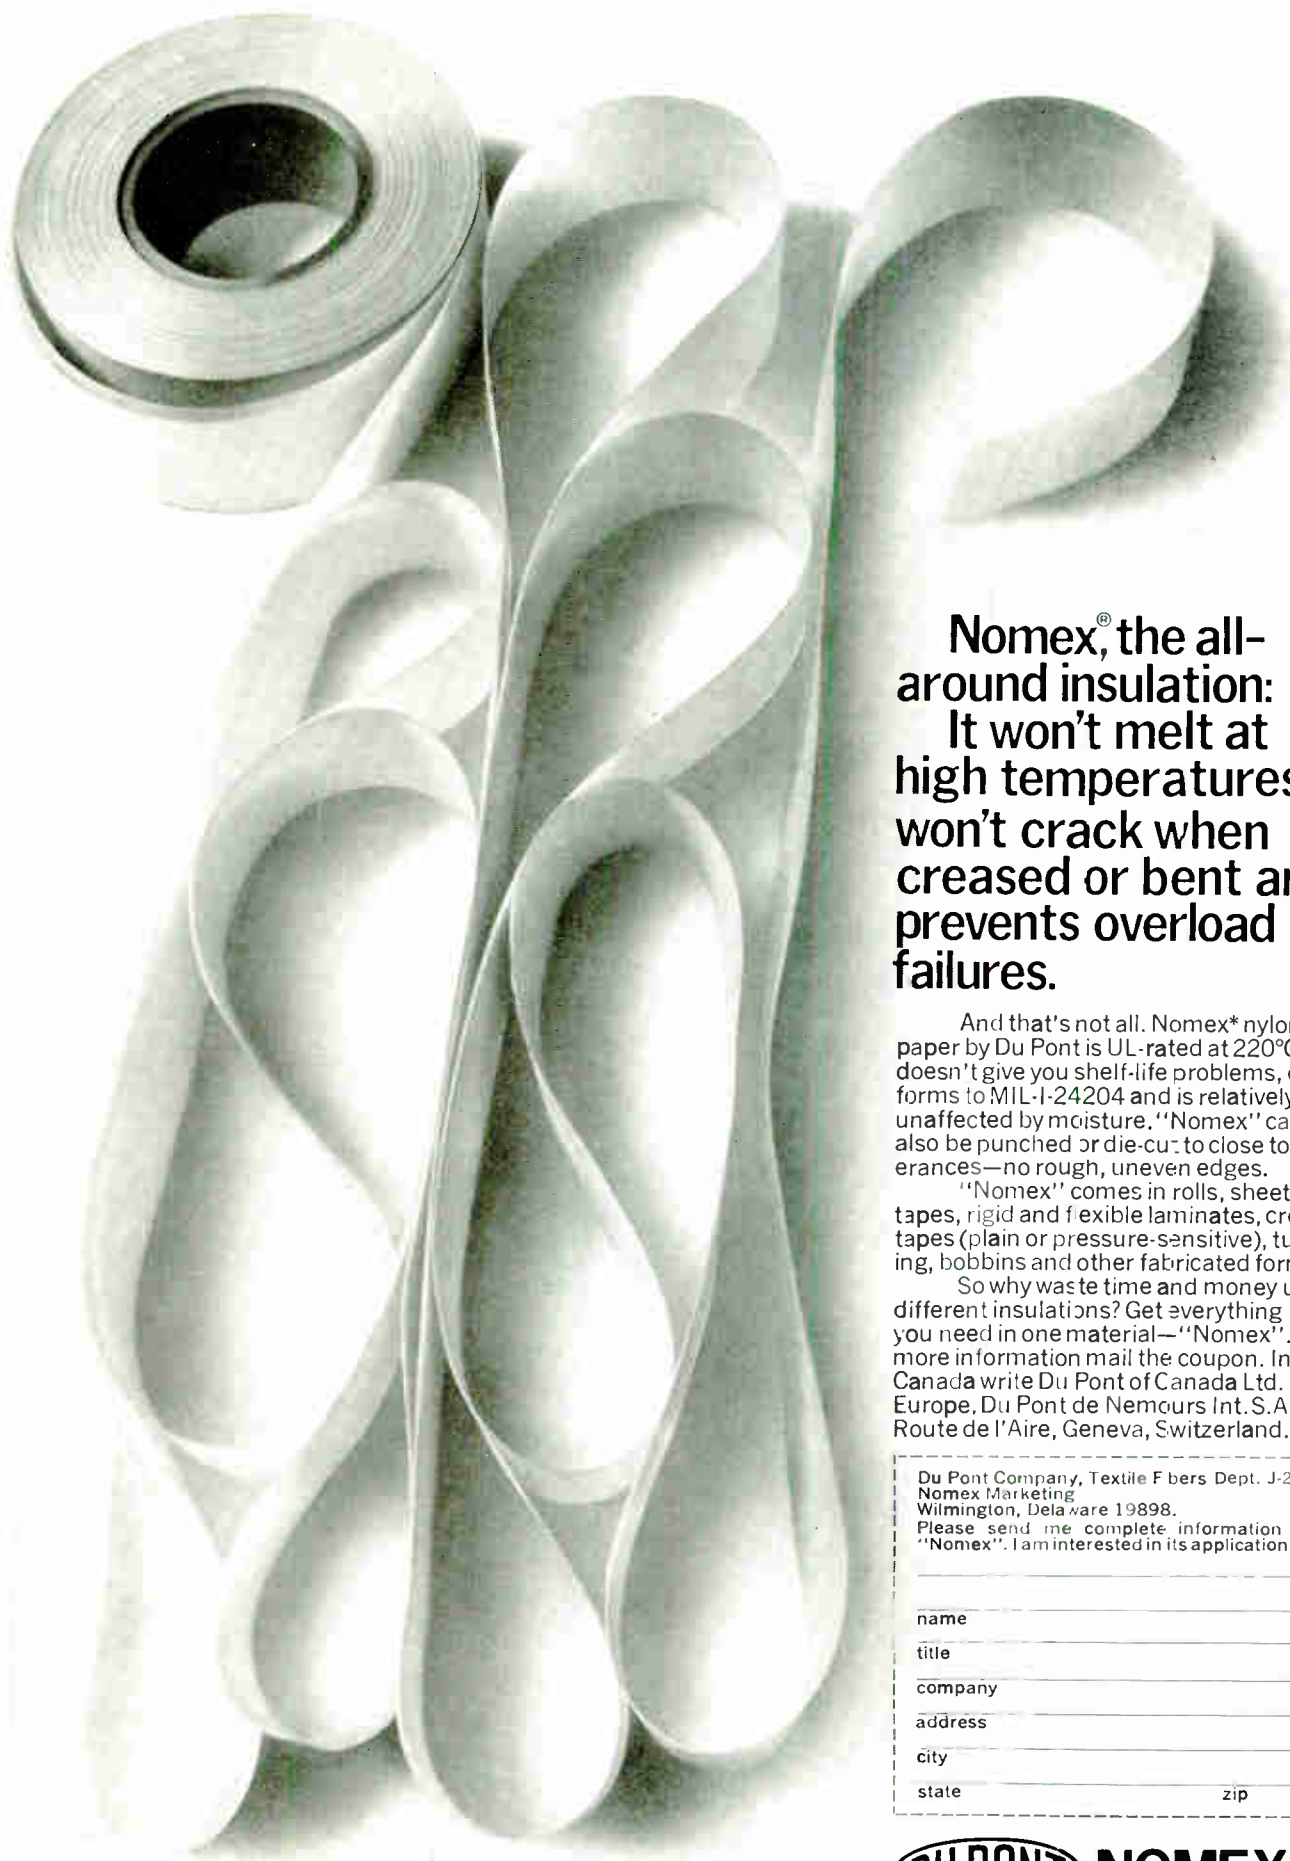 Nomex,® the all-
around insulation:
It won't melt at
high temperatures
won't crack when
creased or bent
prevents overload
failures.
And that's not all. Nomex* nylon
paper by Du Pont is UL-rated at 220°C
doesn't give you shelf-life problems,
forms to MIL-I-24204 and is relatively
unaffected by moisture. "Nomex"
also be punched or die-cut to close
erances—no rough, uneven edges.
"Nomex" comes in rolls, sheet
tapes, rigid and flexible laminates,
tapes (plain or pressure-sensitive),
ing, bobbins and other fabricated
So why waste time and money
different insulations? Get everything
you need in one material—"Nomex".
more information mail the coupon. In
Canada write Du Pont of Canada Ltd.
Europe, Du Pont de Nemours Int. S.A
Route de l'Aire, Geneva, Switzerland.
Du Pont Company, Textile Fibers Dept. J-2
Nomex Marketing
Wilmington, Delaware 19898.
Please send me complete information
"Nomex". I am interested in its application
name
title
company
address
city
state zip
DU PONT NOMEX